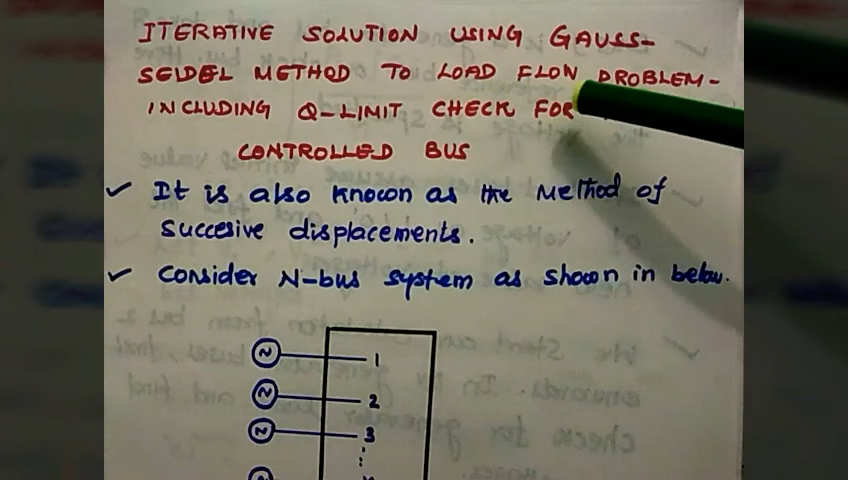 ITERATIVE SOLUTION USING GAUSS-
SEIDEL METHOD TO LOAD FLOW PROBLEM-
INCLUDING Q-LIMIT CHECK FOR
CONTROLLED BUS
✓ It is also known as the Method of
Succesive displacements.
✓ Consider N-bus system as shown in below.
~ 1
~ 2
~ 3
~